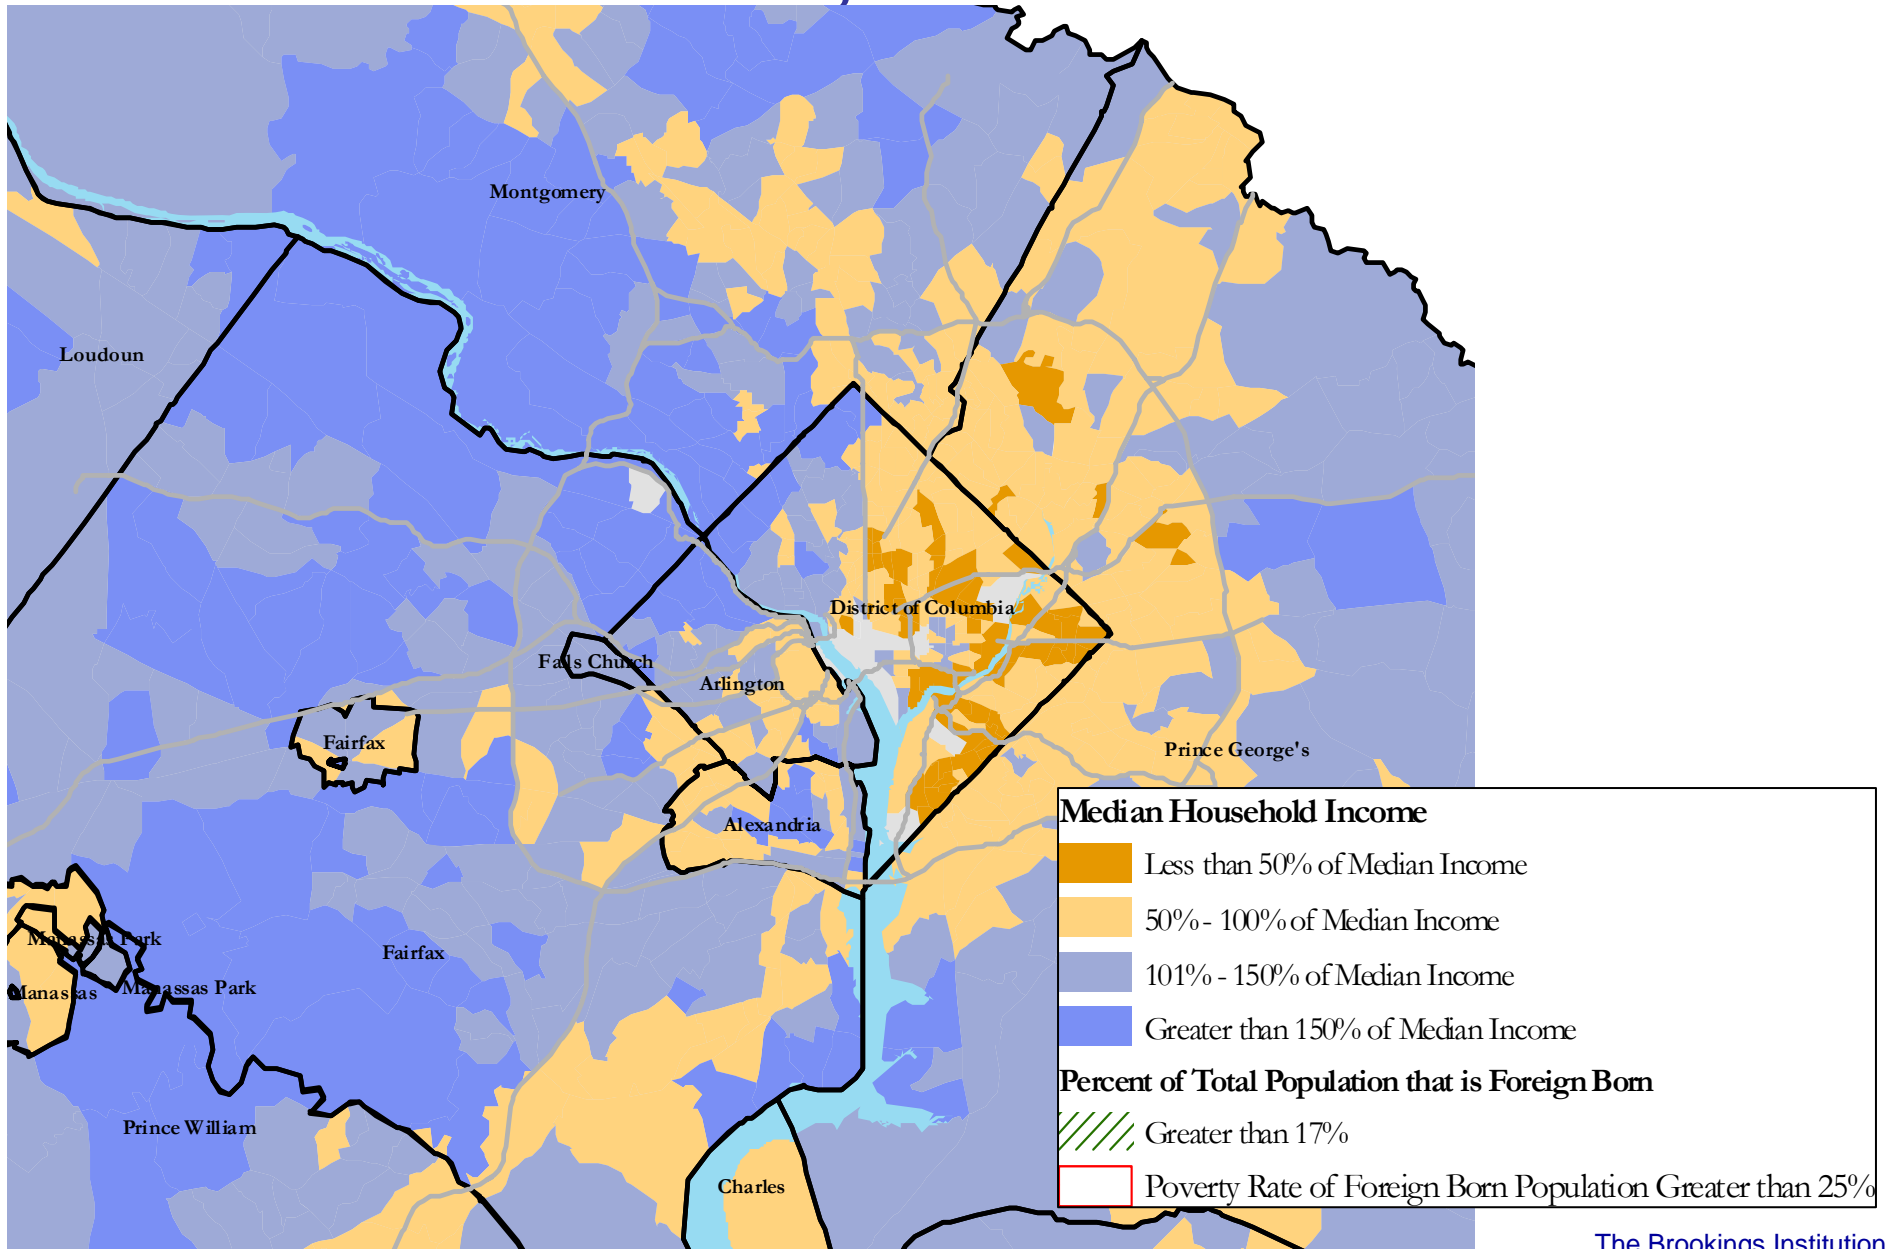 Montgomery
Loudoun
District of Columbia
Falls Church
Arlington
Fairfax
Prince George's
Alexandria
Manassas Park
Fairfax
Manassas
Manassas Park
Prince William
Charles
Median Household Income
Less than 50% of Median Income
50% - 100% of Median Income
101% - 150% of Median Income
Greater than 150% of Median Income
Percent of Total Population that is Foreign Born
Greater than 17%
Poverty Rate of Foreign Born Population Greater than 25%
The Brookings Institution